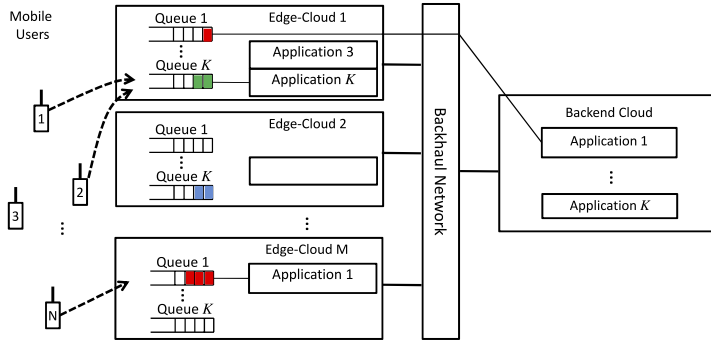 Mobile
Users
1
2
3
N
Edge-Cloud 1
Queue 1
Queue K
Application 3
Application K
Edge-Cloud 2
Queue 1
Queue K
Edge-Cloud M
Queue 1
Queue K
Application 1
Backhaul Network
Backend Cloud
Application 1
Application K